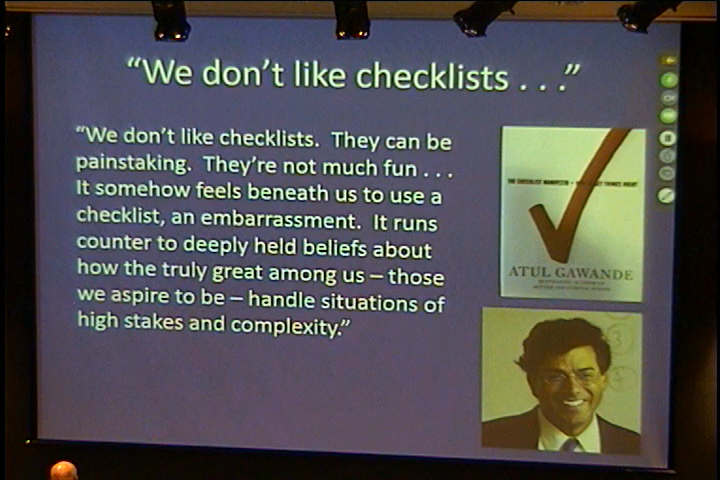 “We don’t like checklists . . .”
“We don’t like checklists. They can be
painstaking. They’re not much fun . . .
It somehow feels beneath us to use a
checklist, an embarrassment. It runs
counter to deeply held beliefs about
how the truly great among us – those
we aspire to be – handle situations of
high stakes and complexity.”
THE CHECKLIST MANIFESTO
THINGS RIGHT
ATUL GAWANDE